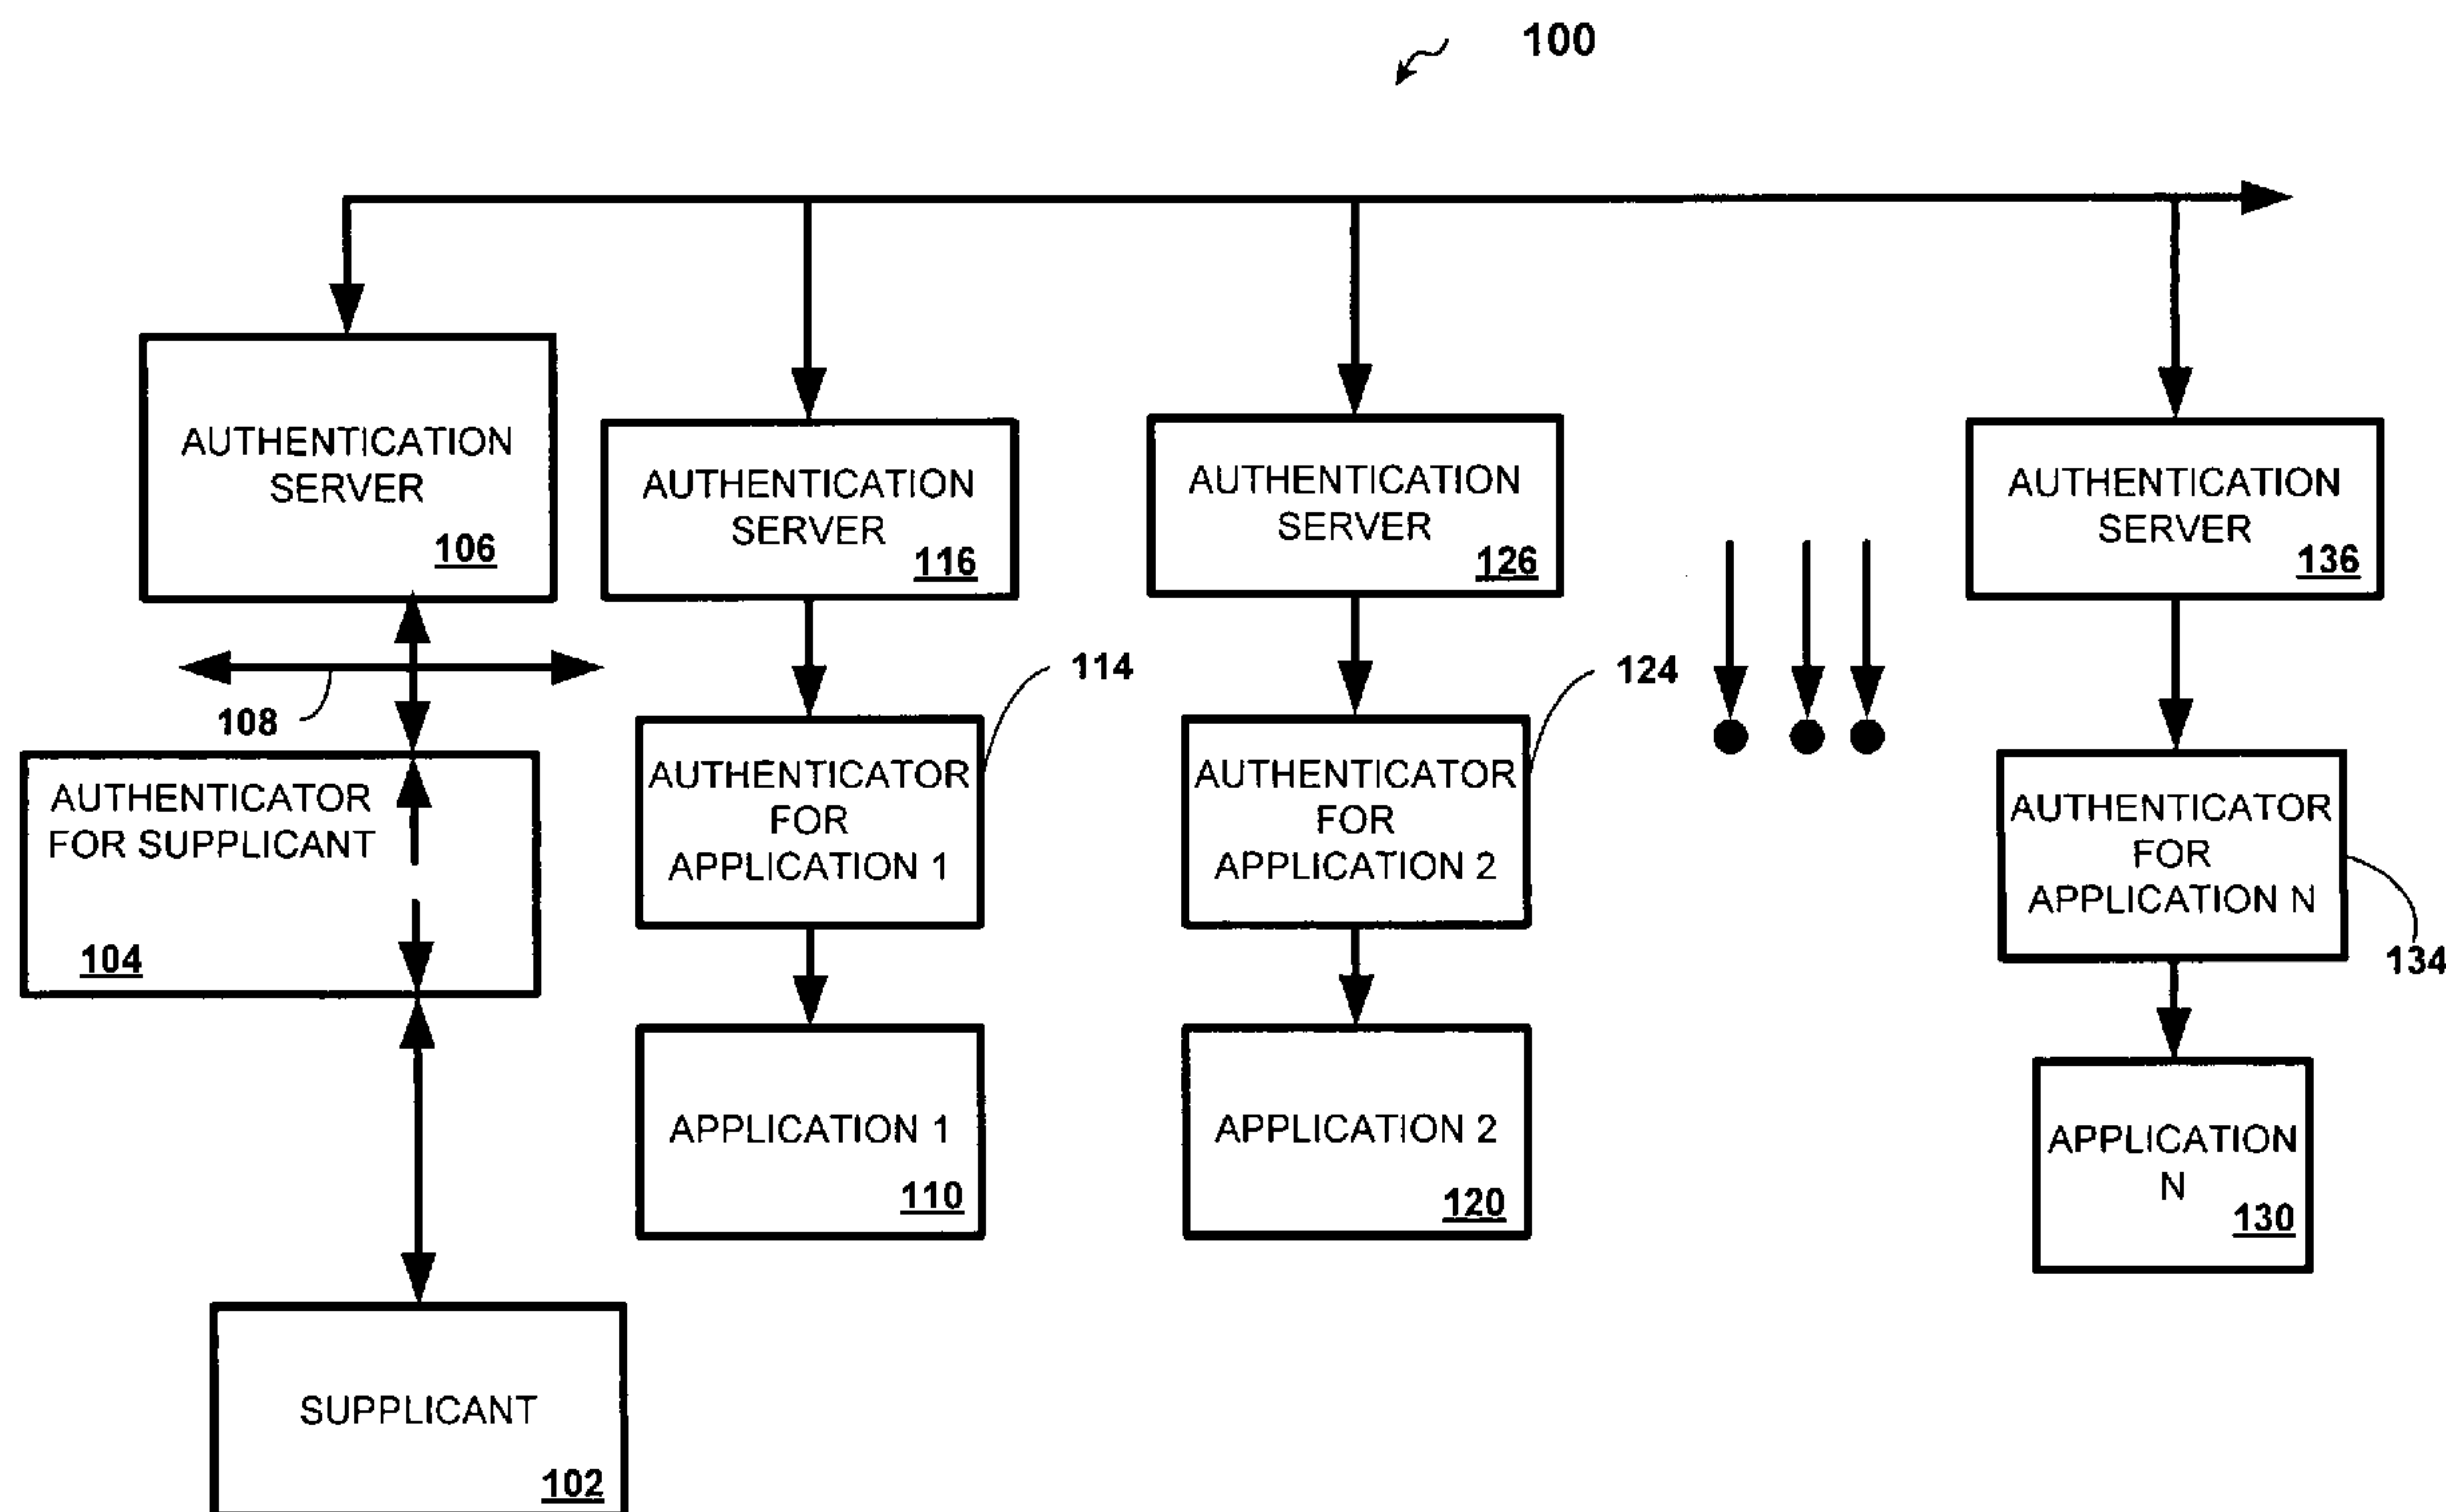 100
AUTHENTICATION
SERVER
106
AUTHENTICATION
SERVER
116
AUTHENTICATION
SERVER
126
AUTHENTICATION
SERVER
136
108
114
124
AUTHENTICATOR
FOR SUPPLICANT
104
AUTHENTICATOR
FOR
APPLICATION 1
AUTHENTICATOR
FOR
APPLICATION 2
AUTHENTICATOR
FOR
APPLICATION N
134
APPLICATION 1
110
APPLICATION 2
120
APPLICATION
N
130
SUPPLICANT
102